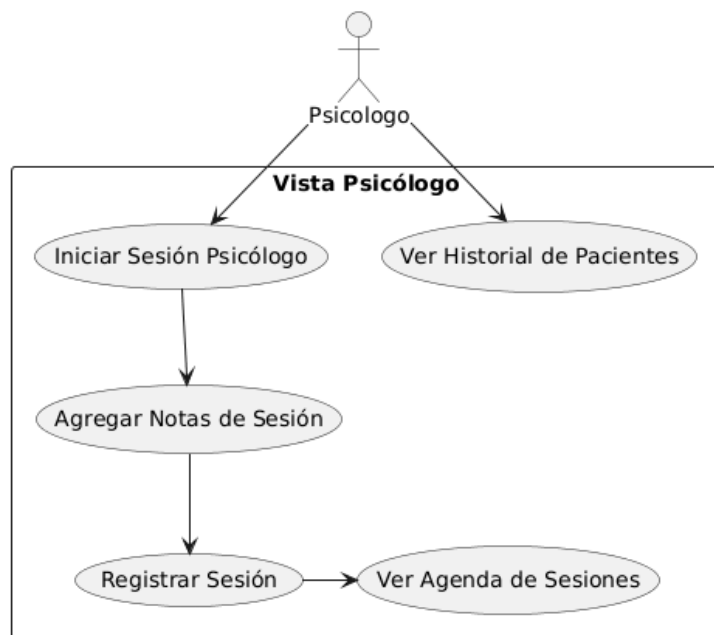 Psicologo
Vista Psicólogo
Iniciar Sesión Psicólogo
Ver Historial de Pacientes
Agregar Notas de Sesión
Registrar Sesión
Ver Agenda de Sesiones